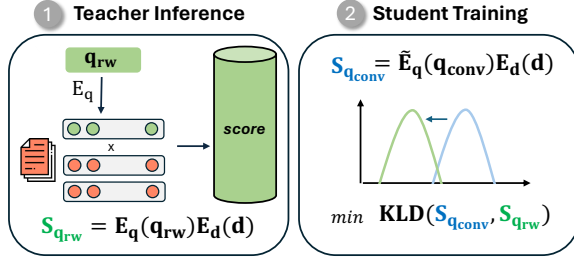 1 Teacher Inference
q_rw
E_q
x
score
S_q_rw = E_q(q_rw)E_d(d)
2 Student Training
S_q_conv = Ẽ_q(q_conv)E_d(d)
min KLD(S_q_conv, S_q_rw)